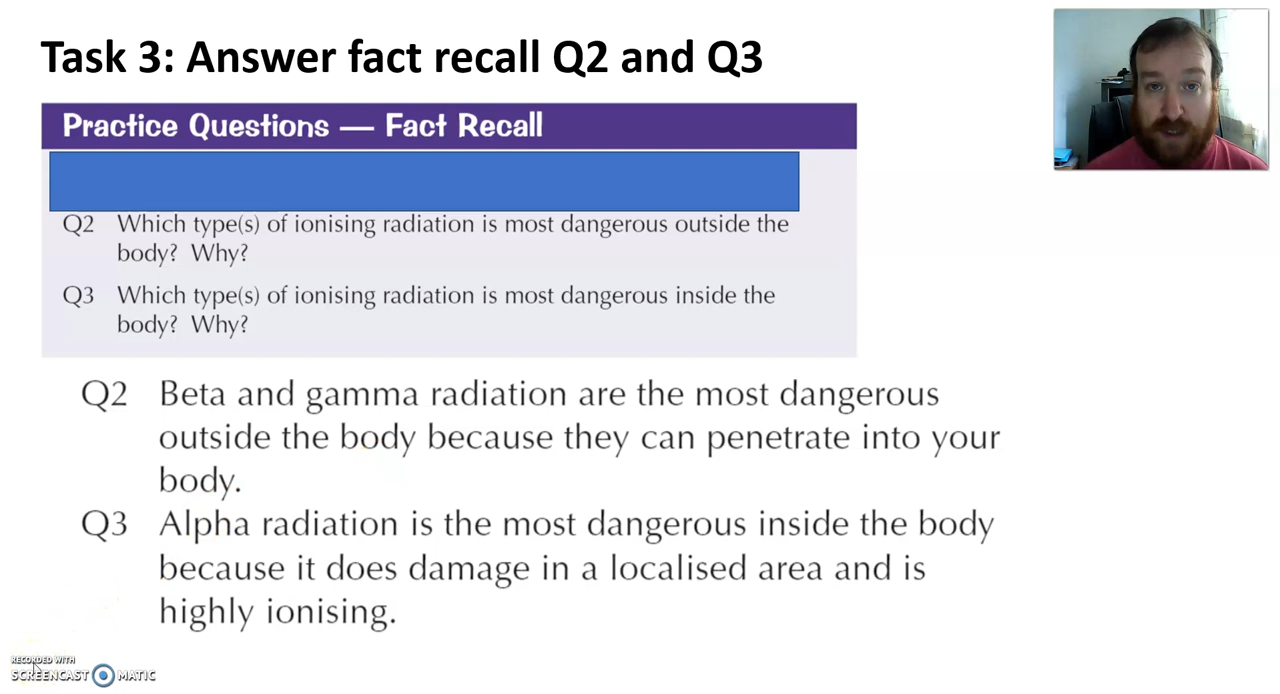 Task 3: Answer fact recall Q2 and Q3
Practice Questions — Fact Recall
Q2 Which type(s) of ionising radiation is most dangerous outside the
body? Why?
Q3 Which type(s) of ionising radiation is most dangerous inside the
body? Why?
Q2 Beta and gamma radiation are the most dangerous
outside the body because they can penetrate into your
body.
Q3 Alpha radiation is the most dangerous inside the body
because it does damage in a localised area and is
highly ionising.
RECORDED WITH
SCREENCAST MATIC